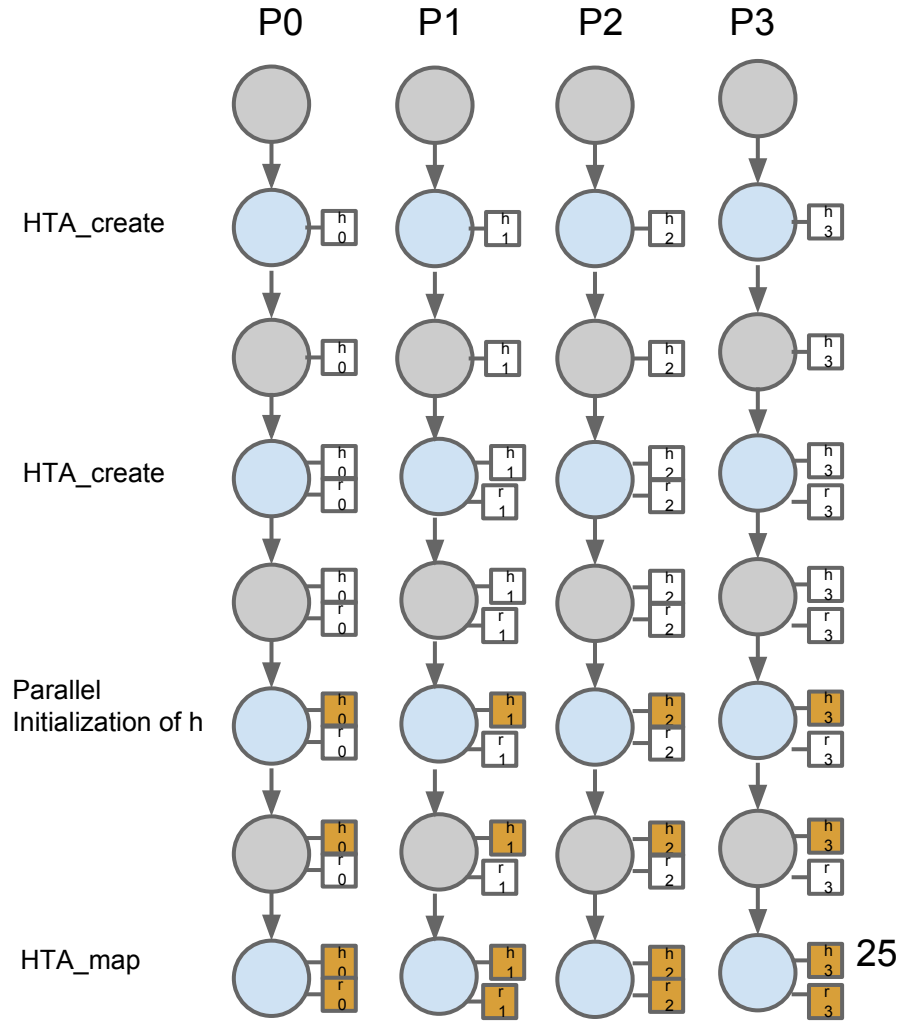 P0 P1 P2 P3
HTA_create
h h h h
0 1 2 3
h h h h
0 1 2 3
HTA_create
h h h h
0 1 2 3
r r r r
0 1 2 3
h h h h
0 1 2 3
r r r r
0 1 2 3
Parallel
Initialization of h
h h h h
0 1 2 3
r r r r
0 1 2 3
h h h h
0 1 2 3
r r r r
0 1 2 3
HTA_map
h h h h
0 1 2 3
r r r r
0 1 2 3
25